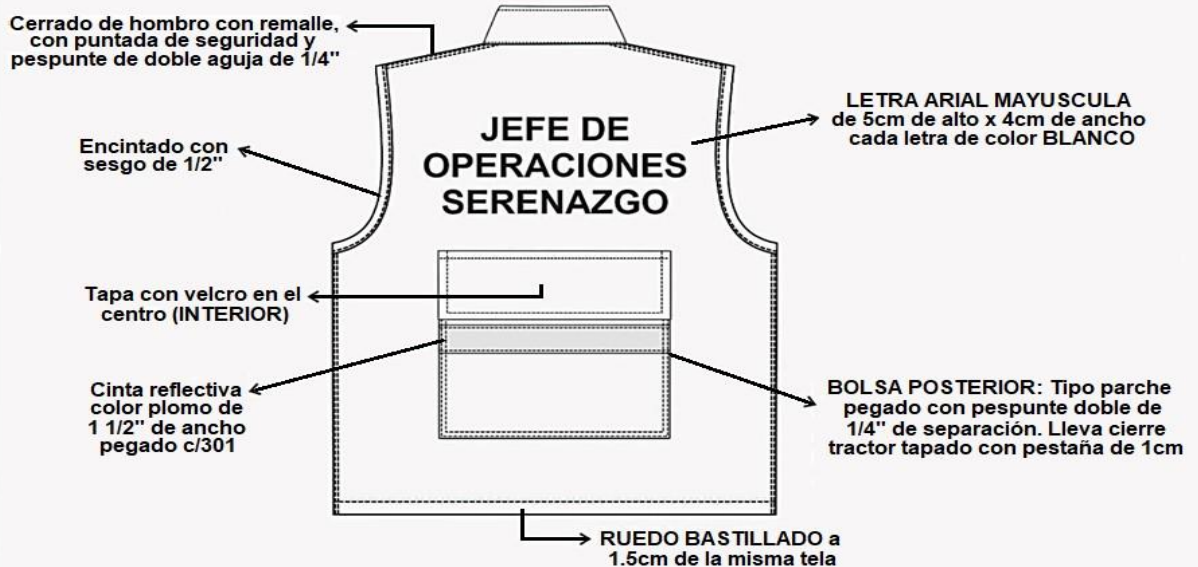 Cerrado de hombro con remalle,
con puntada de seguridad y
pespunte de doble aguja de 1/4"
LETRA ARIAL MAYUSCULA
de 5cm de alto x 4cm de ancho
cada letra de color BLANCO
JEFE DE
OPERACIONES
SERENAZGO
Encintado con
sesgo de 1/2"
Tapa con velcro en el
centro (INTERIOR)
Cinta reflectiva
color plomo de
1 1/2" de ancho
pegado c/301
BOLSA POSTERIOR: Tipo parche
pegado con pespunte doble de
1/4" de separación. Lleva cierre
tractor tapado con pestaña de 1cm
RUEDO BASTILLADO a
1.5cm de la misma tela